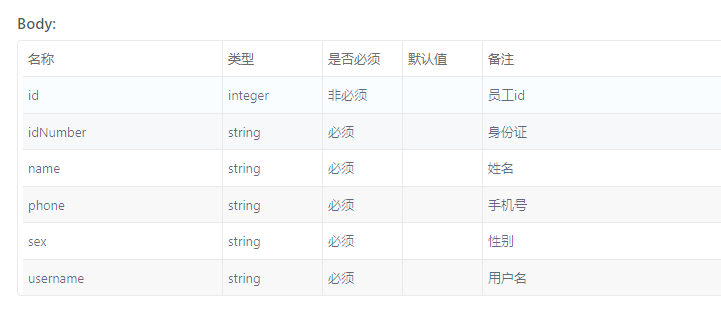 Body:
名称 类型 是否必须 默认值 备注
id integer 非必须 员工id
idNumber string 必须 身份证
name string 必须 姓名
phone string 必须 手机号
sex string 必须 性别
username string 必须 用户名